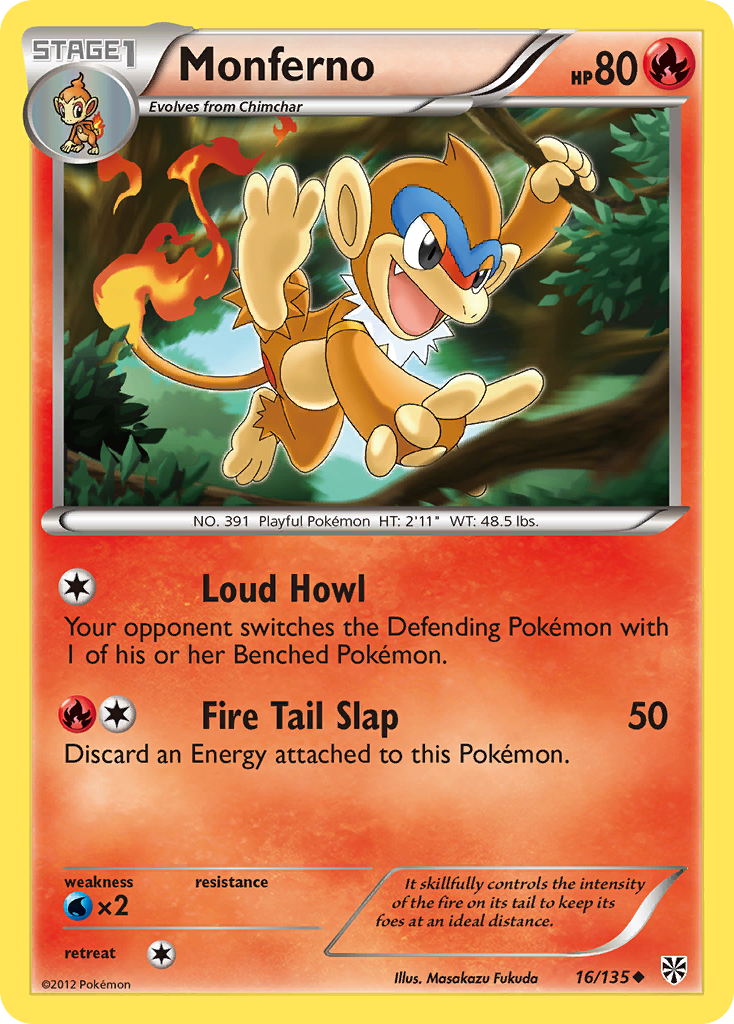 STAGE1
Monferno
HP80
Evolves from Chimchar
NO. 391 Playful Pokémon HT: 2'11" WT: 48.5 lbs.
Loud Howl
Your opponent switches the Defending Pokémon with
1 of his or her Benched Pokémon.
Fire Tail Slap 50
Discard an Energy attached to this Pokémon.
weakness resistance
×2
It skillfully controls the intensity
of the fire on its tail to keep its
foes at an ideal distance.
retreat
©2012 Pokémon
Illus. Masakazu Fukuda 16/135